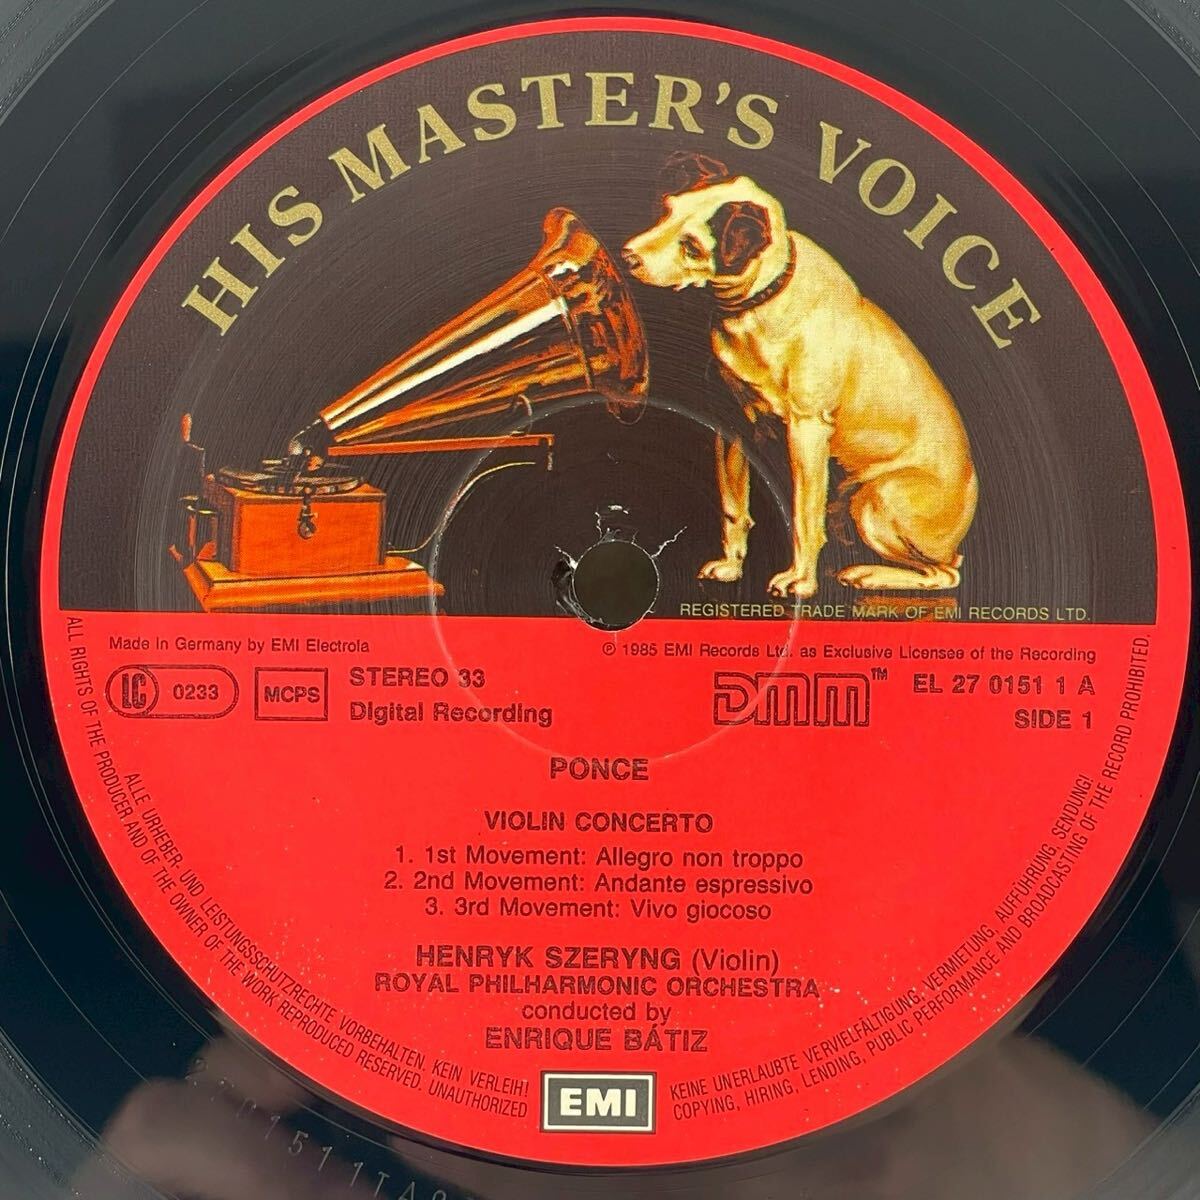 HIS MASTER'S VOICE
REGISTERED TRADE MARK OF EMI RECORDS LTD.
Made in Germany by EMI Electrola
℗ 1985 EMI Records Ltd. as Exclusive Licensee of the Recording
LC 0233
MCPS
STEREO 33
Digital Recording
DMM™
EL 27 0151 1 A
SIDE 1
PONCE
VIOLIN CONCERTO
1. 1st Movement: Allegro non troppo
2. 2nd Movement: Andante espressivo
3. 3rd Movement: Vivo giocoso
HENRYK SZERYNG (Violin)
ROYAL PHILHARMONIC ORCHESTRA
conducted by
ENRIQUE BÁTIZ
EMI
ALLE URHEBER- UND LEISTUNGSSCHUTZRECHTE VORBEHALTEN. KEIN VERLEIH! KEINE UNERLAUBTE VERVIELFÄLTIGUNG, VERMIETUNG, AUFFÜHRUNG, SENDUNG!
ALL RIGHTS OF THE PRODUCER AND OF THE OWNER OF THE WORK REPRODUCED RESERVED. UNAUTHORIZED COPYING, HIRING, LENDING, PUBLIC PERFORMANCE AND BROADCASTING OF THE RECORD PROHIBITED.